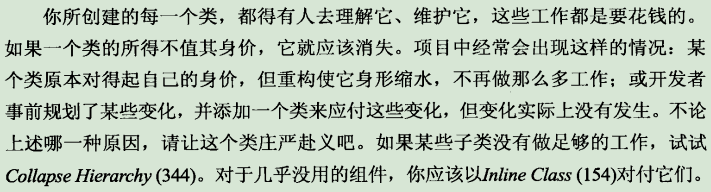 你所创建的每一个类，都得有人去理解它、维护它，这些工作都是要花钱的。
如果一个类的所得不值其身价，它就应该消失。项目中经常会出现这样的情况：某
个类原本对得起自己的身价，但重构使它身形缩水，不再做那么多工作；或开发者
事前规划了某些变化，并添加一个类来应付这些变化，但变化实际上没有发生。不论
上述哪一种原因，请让这个类庄严赴义吧。如果某些子类没有做足够的工作，试试
Collapse Hierarchy (344)。对于几乎没用的组件，你应该以Inline Class (154)对付它们。